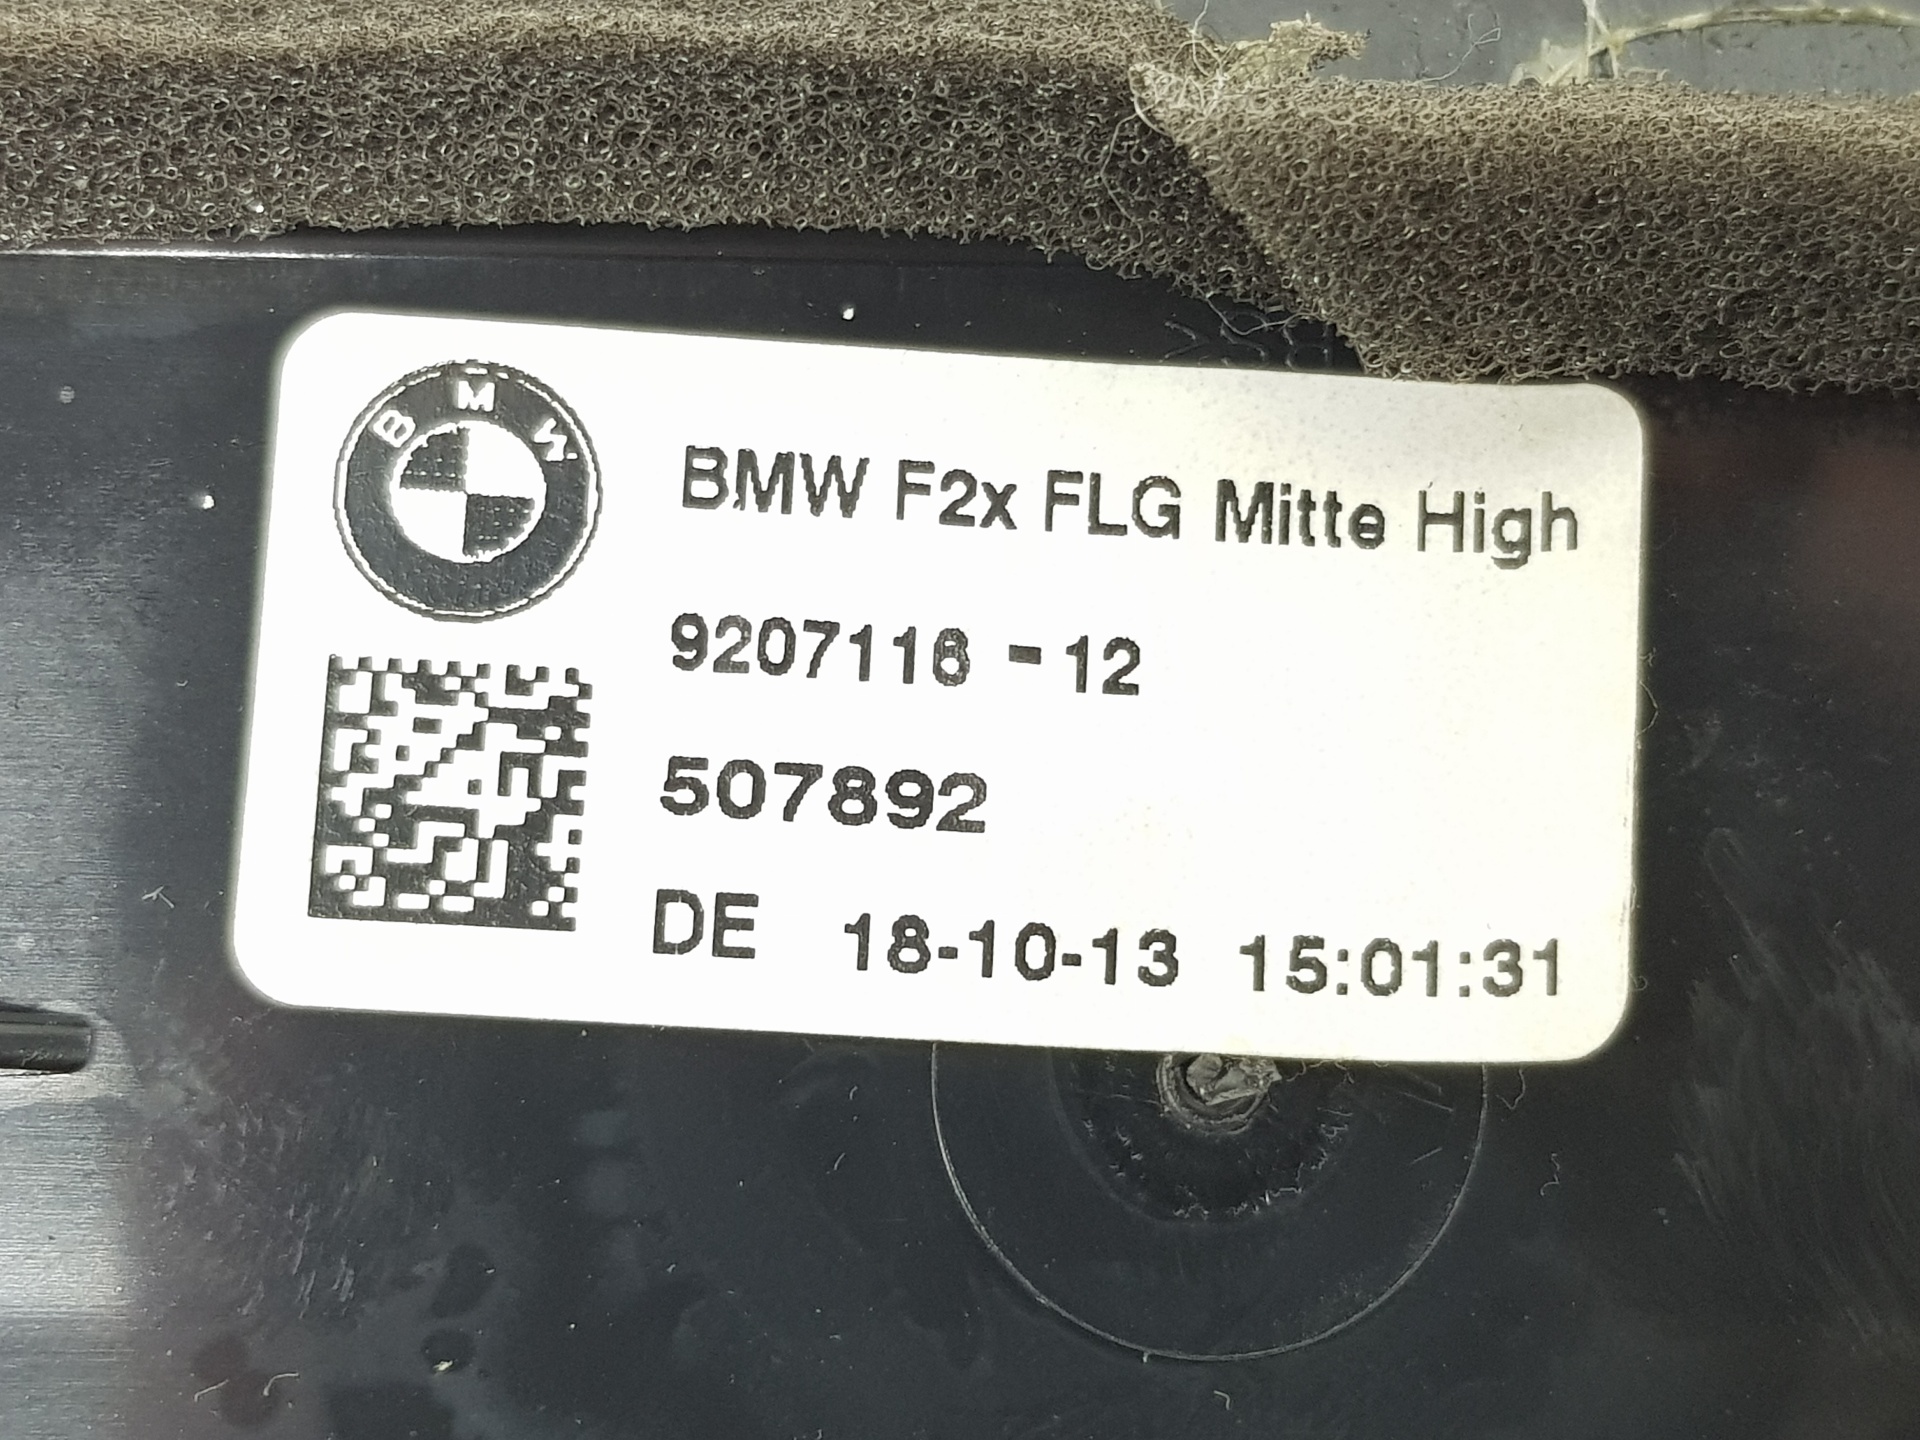 BMW
BMW F2x FLG Mitte High
9207116 - 12
507892
DE 18-10-13 15:01:31